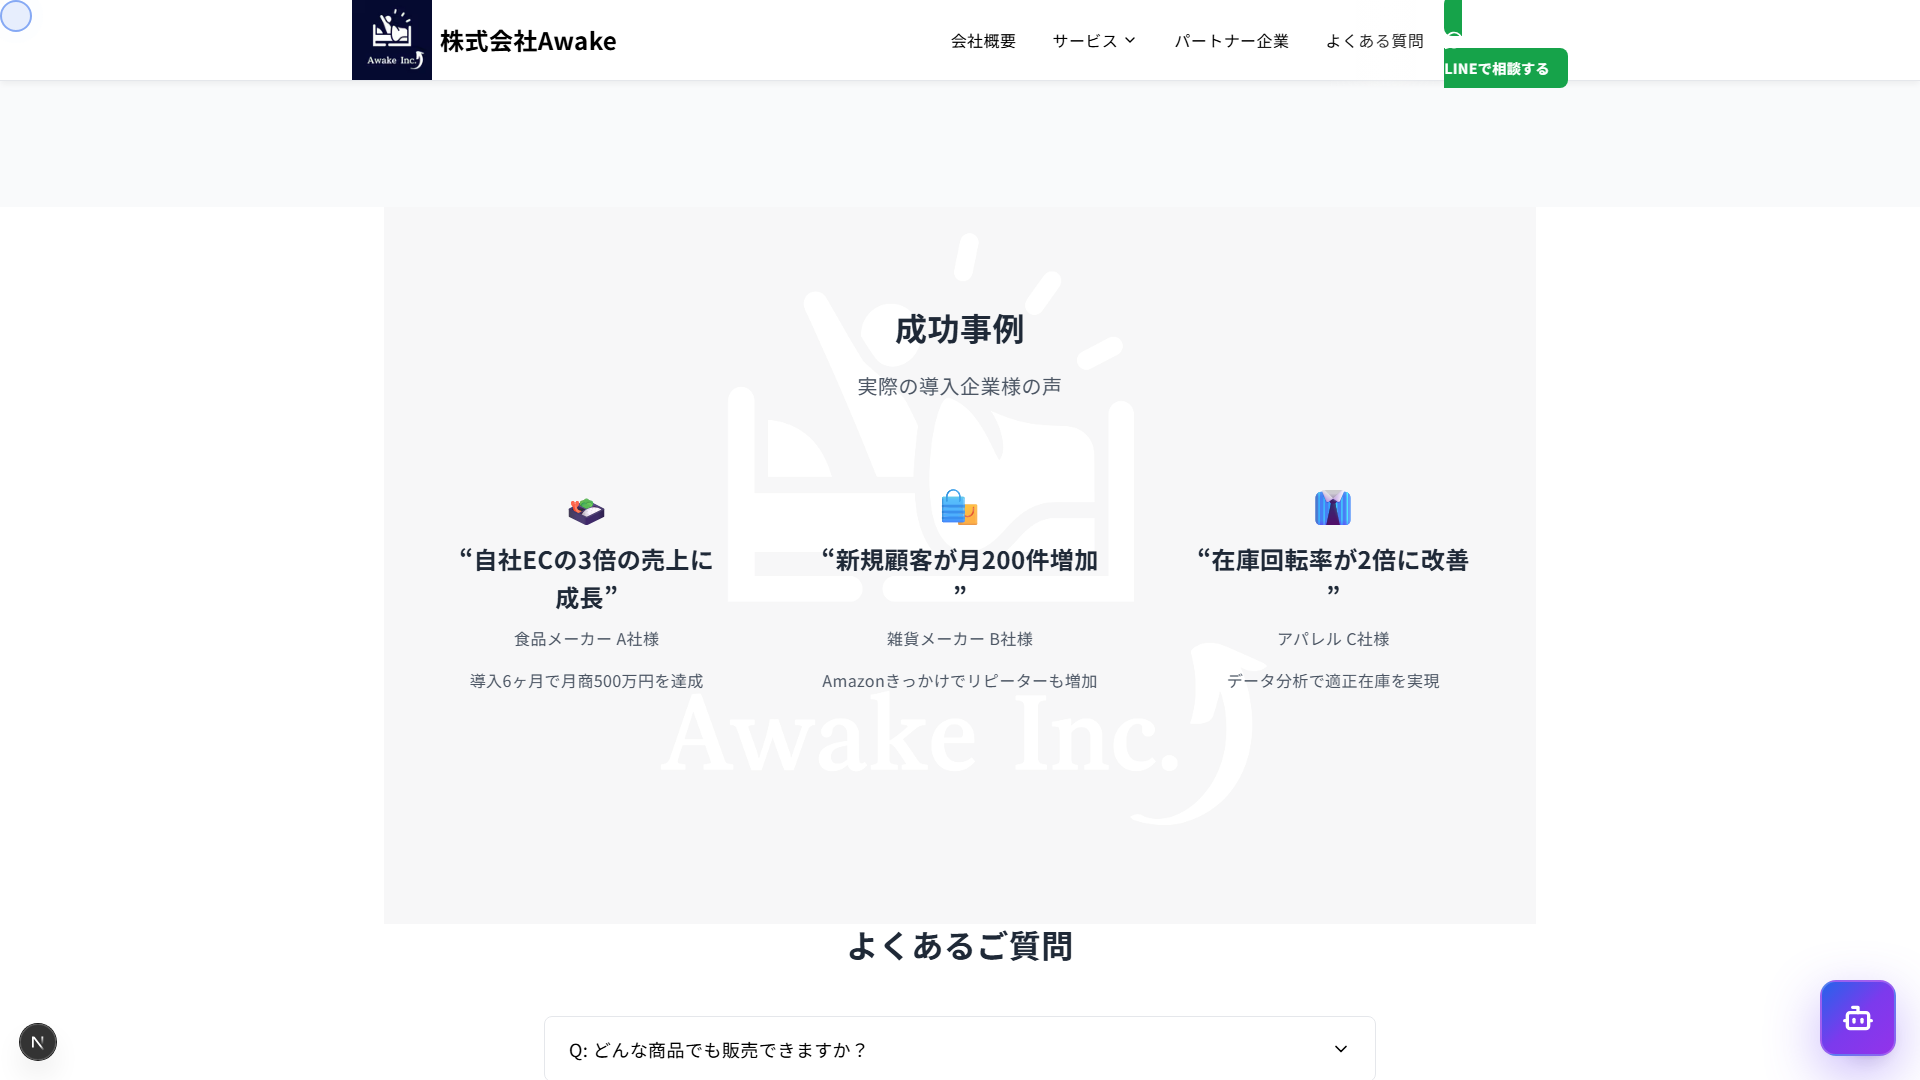 Awake Inc.
株式会社Awake
会社概要
サービス
パートナー企業
よくある質問
LINEで相談する
成功事例
実際の導入企業様の声
“自社ECの3倍の売上に
成長”
食品メーカー A社様
導入6ヶ月で月商500万円を達成
“新規顧客が月200件増加
”
雑貨メーカー B社様
Amazonきっかけでリピーターも増加
“在庫回転率が2倍に改善
”
アパレル C社様
データ分析で適正在庫を実現
Awake Inc.
よくあるご質問
Q: どんな商品でも販売できますか？
N